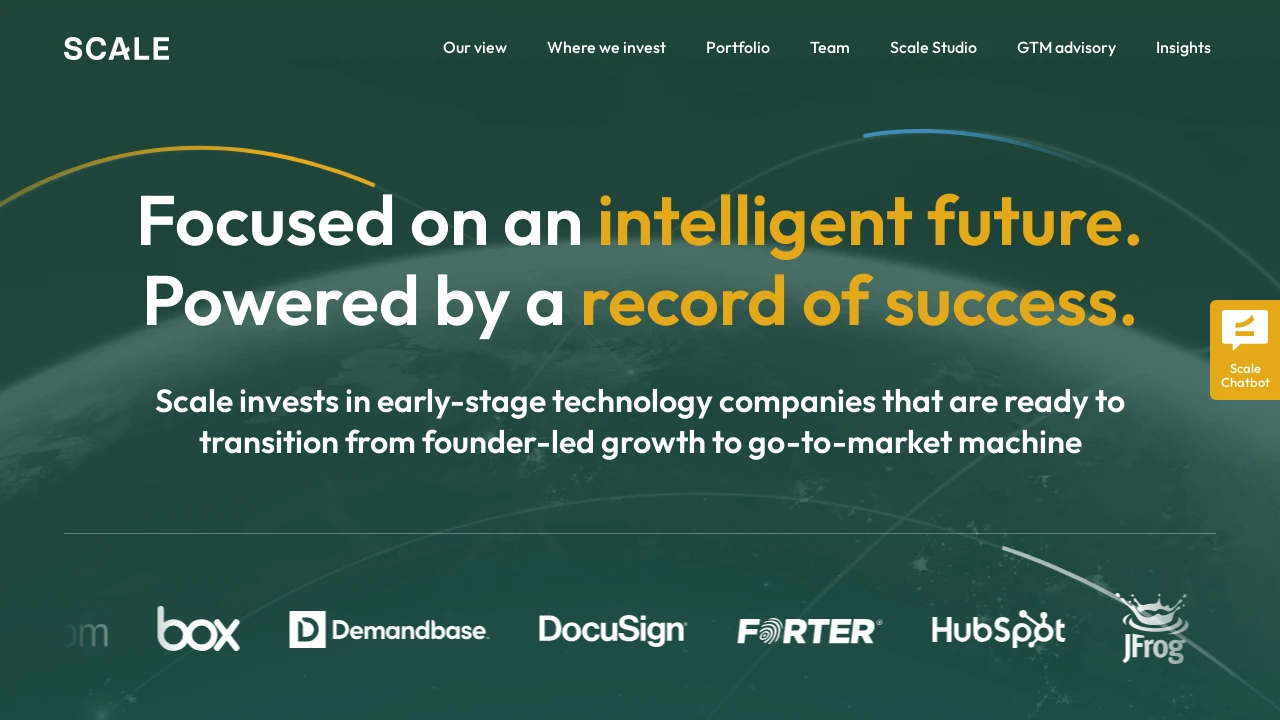 SCALE
Our view
Where we invest
Portfolio
Team
Scale Studio
GTM advisory
Insights
Focused on an intelligent future.
Powered by a record of success.
Scale invests in early-stage technology companies that are ready to
transition from founder-led growth to go-to-market machine
Scale
Chatbot
box
Demandbase
DocuSign
FORTER
HubSpot
JFrog